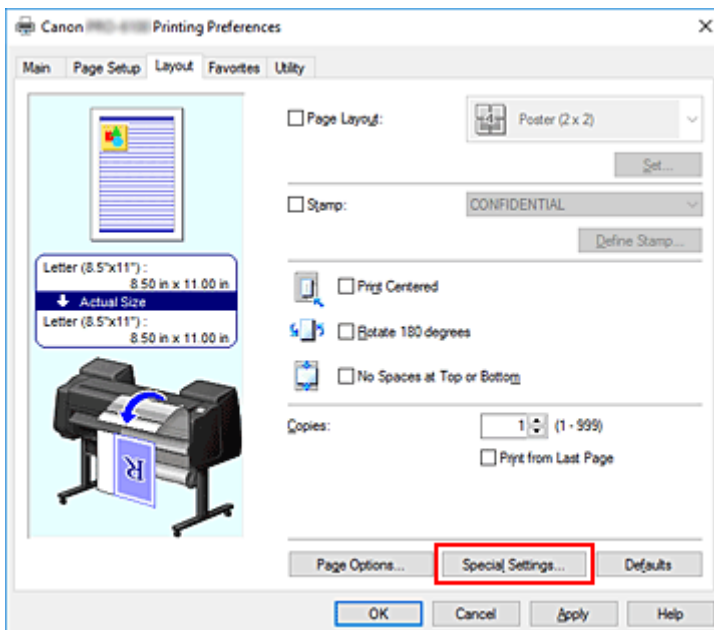 Canon Printing Preferences
Main Page Setup Layout Favorites Utility
Page Layout: Poster (2 x 2)
Set...
Stamp: CONFIDENTIAL
Define Stamp...
Letter (8.5"x11") :
8.50 in x 11.00 in
Actual Size
Letter (8.5"x11") :
8.50 in x 11.00 in
Print Centered
Rotate 180 degrees
No Spaces at Top or Bottom
Copies: 1 (1 - 999)
Print from Last Page
R
Page Options... Special Settings... Defaults
OK Cancel Apply Help